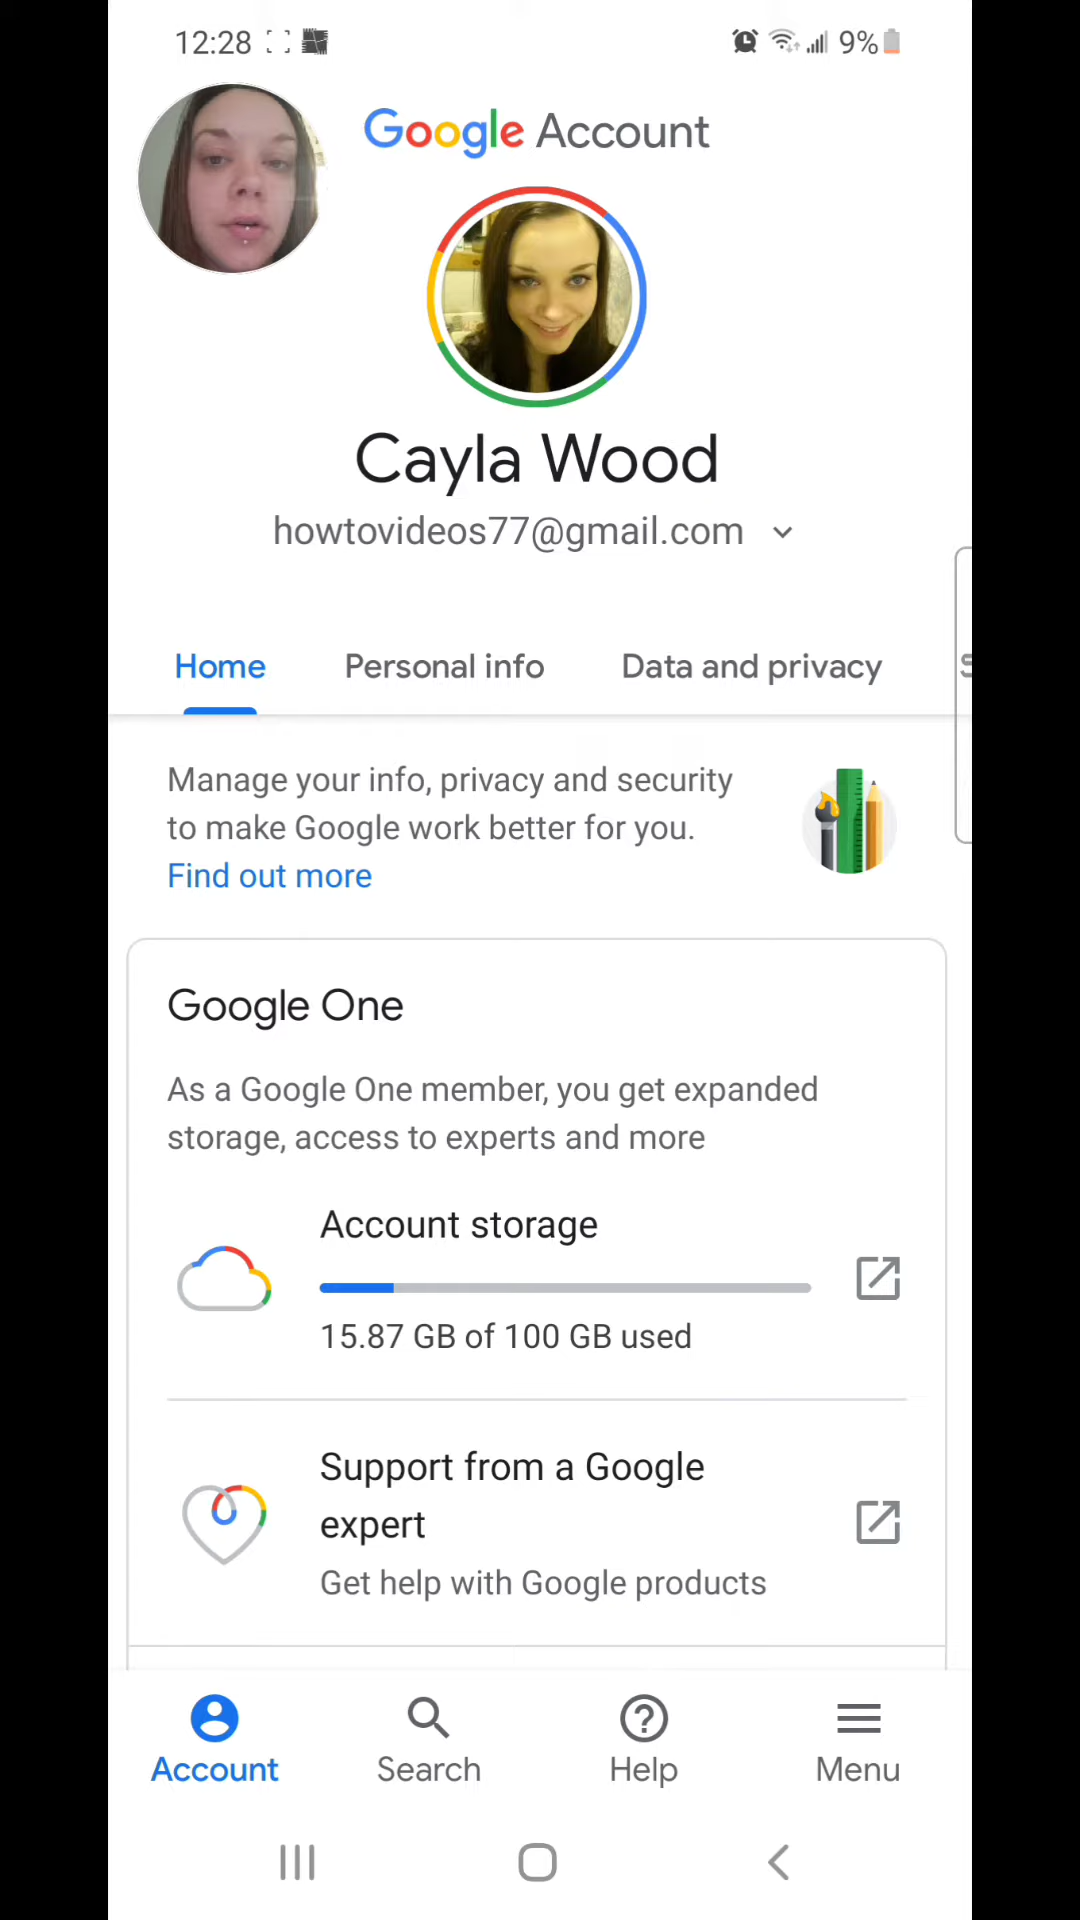 12:28
9%
Google Account
Cayla Wood
howtovideos77@gmail.com
Home
Personal info
Data and privacy
Manage your info, privacy and security
to make Google work better for you.
Find out more
Google One
As a Google One member, you get expanded
storage, access to experts and more
Account storage
15.87 GB of 100 GB used
Support from a Google
expert
Get help with Google products
Account
Search
Help
Menu